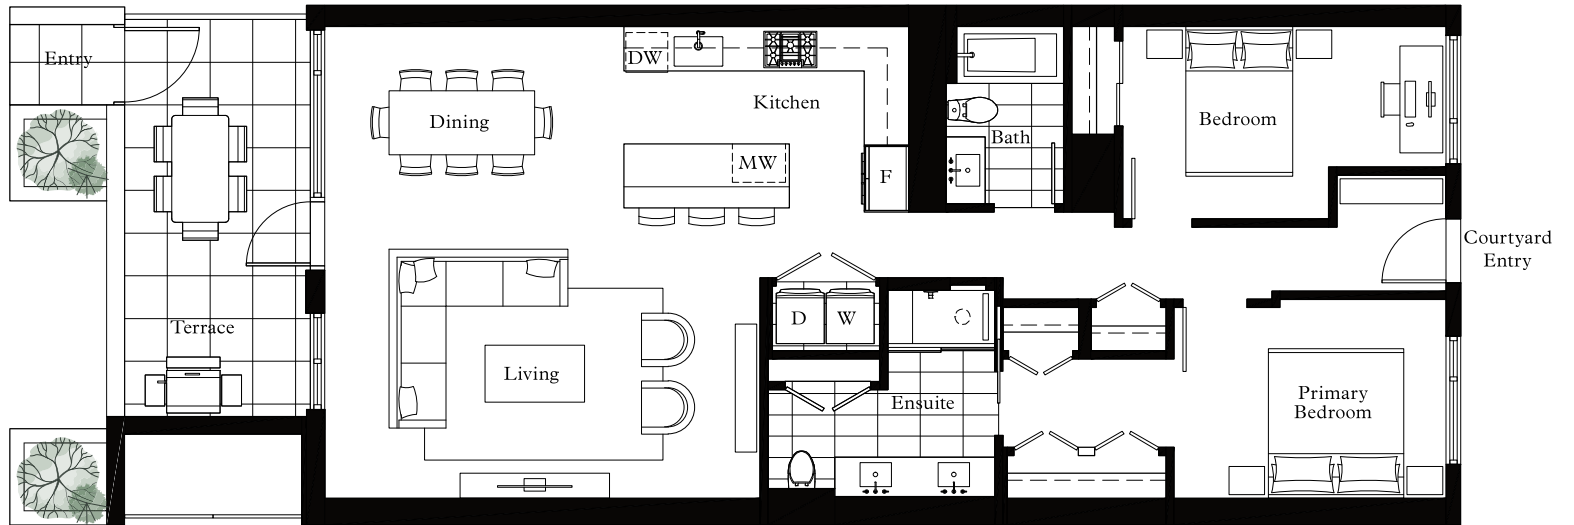 Entry
DW
Kitchen
Dining
MW
F
Bath
Bedroom
Courtyard
Entry
Terrace
D
W
Living
Ensuite
Primary
Bedroom